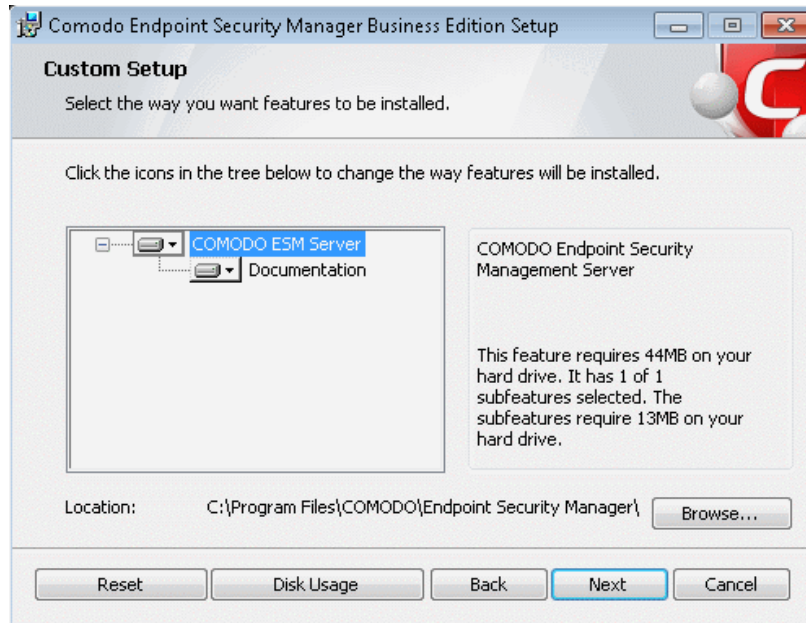 Comodo Endpoint Security Manager Business Edition Setup
Custom Setup
Select the way you want features to be installed.
Click the icons in the tree below to change the way features will be installed.
COMODO ESM Server
Documentation
COMODO Endpoint Security
Management Server
This feature requires 44MB on your
hard drive. It has 1 of 1
subfeatures selected. The
subfeatures require 13MB on your
hard drive.
Location: C:\Program Files\COMODO\Endpoint Security Manager\ Browse...
Reset Disk Usage Back Next Cancel